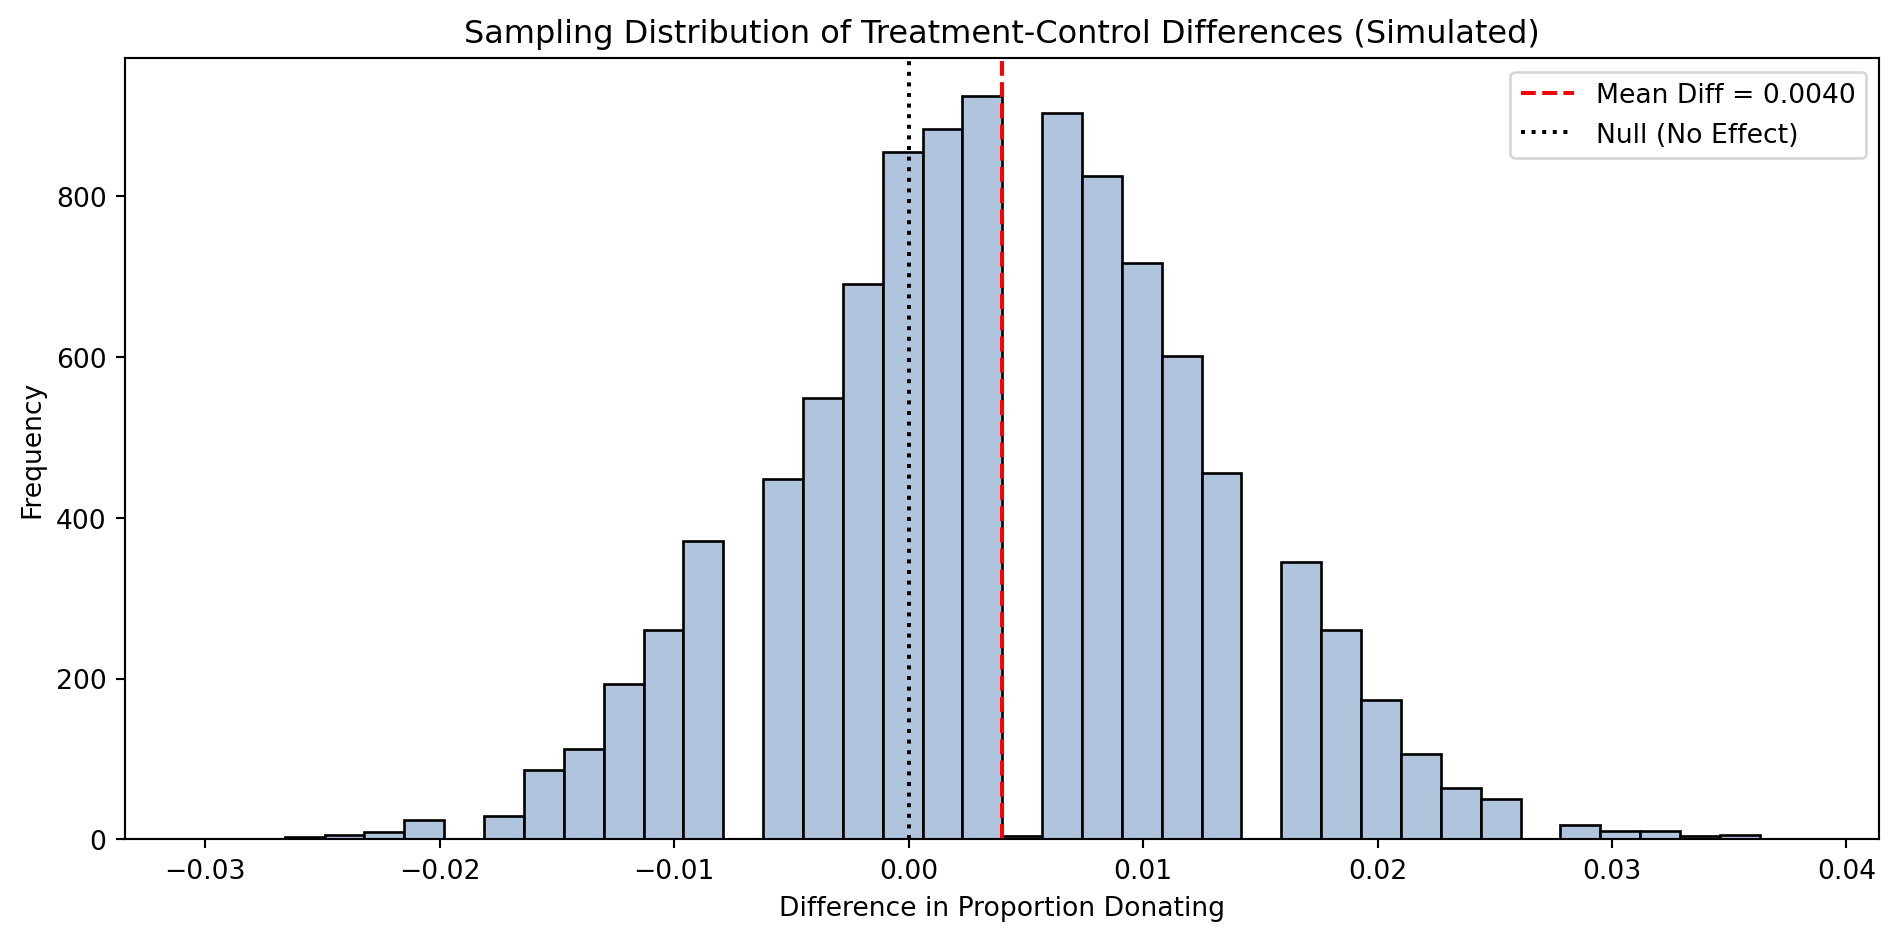 Sampling Distribution of Treatment-Control Differences (Simulated)
Mean Diff = 0.0040
Null (No Effect)
Frequency
800
600
400
200
0
−0.03 −0.02 −0.01 0.00 0.01 0.02 0.03 0.04
Difference in Proportion Donating